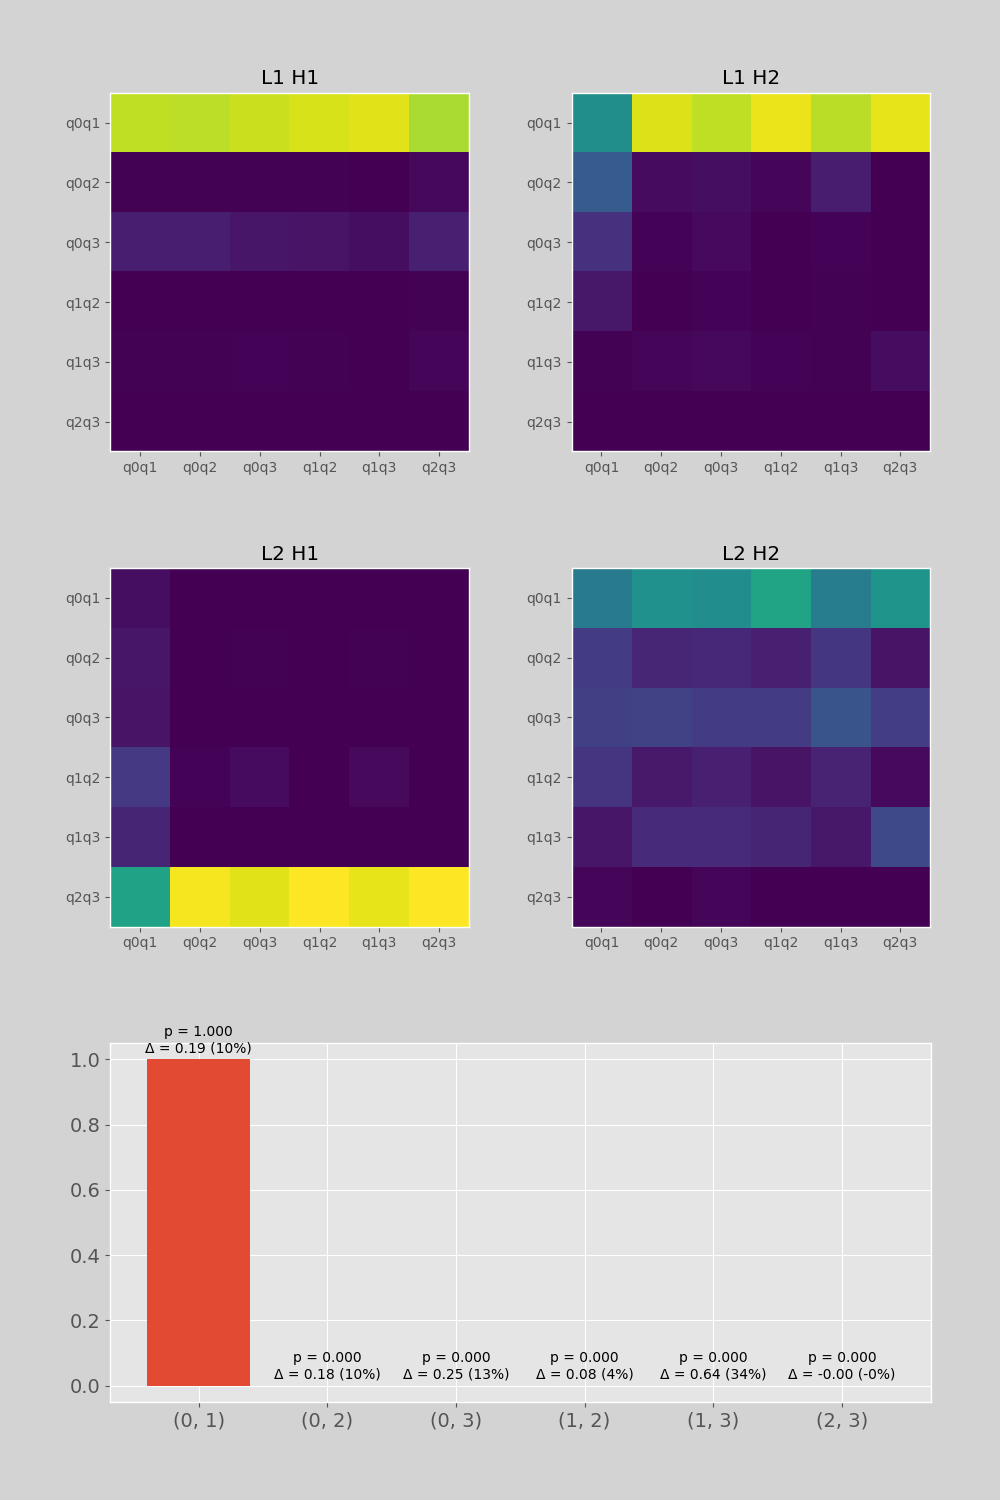 L1 H1
q0q1
q0q2
q0q3
q1q2
q1q3
q2q3
q0q1 q0q2 q0q3 q1q2 q1q3 q2q3
L1 H2
q0q1
q0q2
q0q3
q1q2
q1q3
q2q3
q0q1 q0q2 q0q3 q1q2 q1q3 q2q3
L2 H1
q0q1
q0q2
q0q3
q1q2
q1q3
q2q3
q0q1 q0q2 q0q3 q1q2 q1q3 q2q3
L2 H2
q0q1
q0q2
q0q3
q1q2
q1q3
q2q3
q0q1 q0q2 q0q3 q1q2 q1q3 q2q3
1.0
0.8
0.6
0.4
0.2
0.0
p = 1.000
Δ = 0.19 (10%)
p = 0.000
Δ = 0.18 (10%)
p = 0.000
Δ = 0.25 (13%)
p = 0.000
Δ = 0.08 (4%)
p = 0.000
Δ = 0.64 (34%)
p = 0.000
Δ = -0.00 (-0%)
(0, 1) (0, 2) (0, 3) (1, 2) (1, 3) (2, 3)